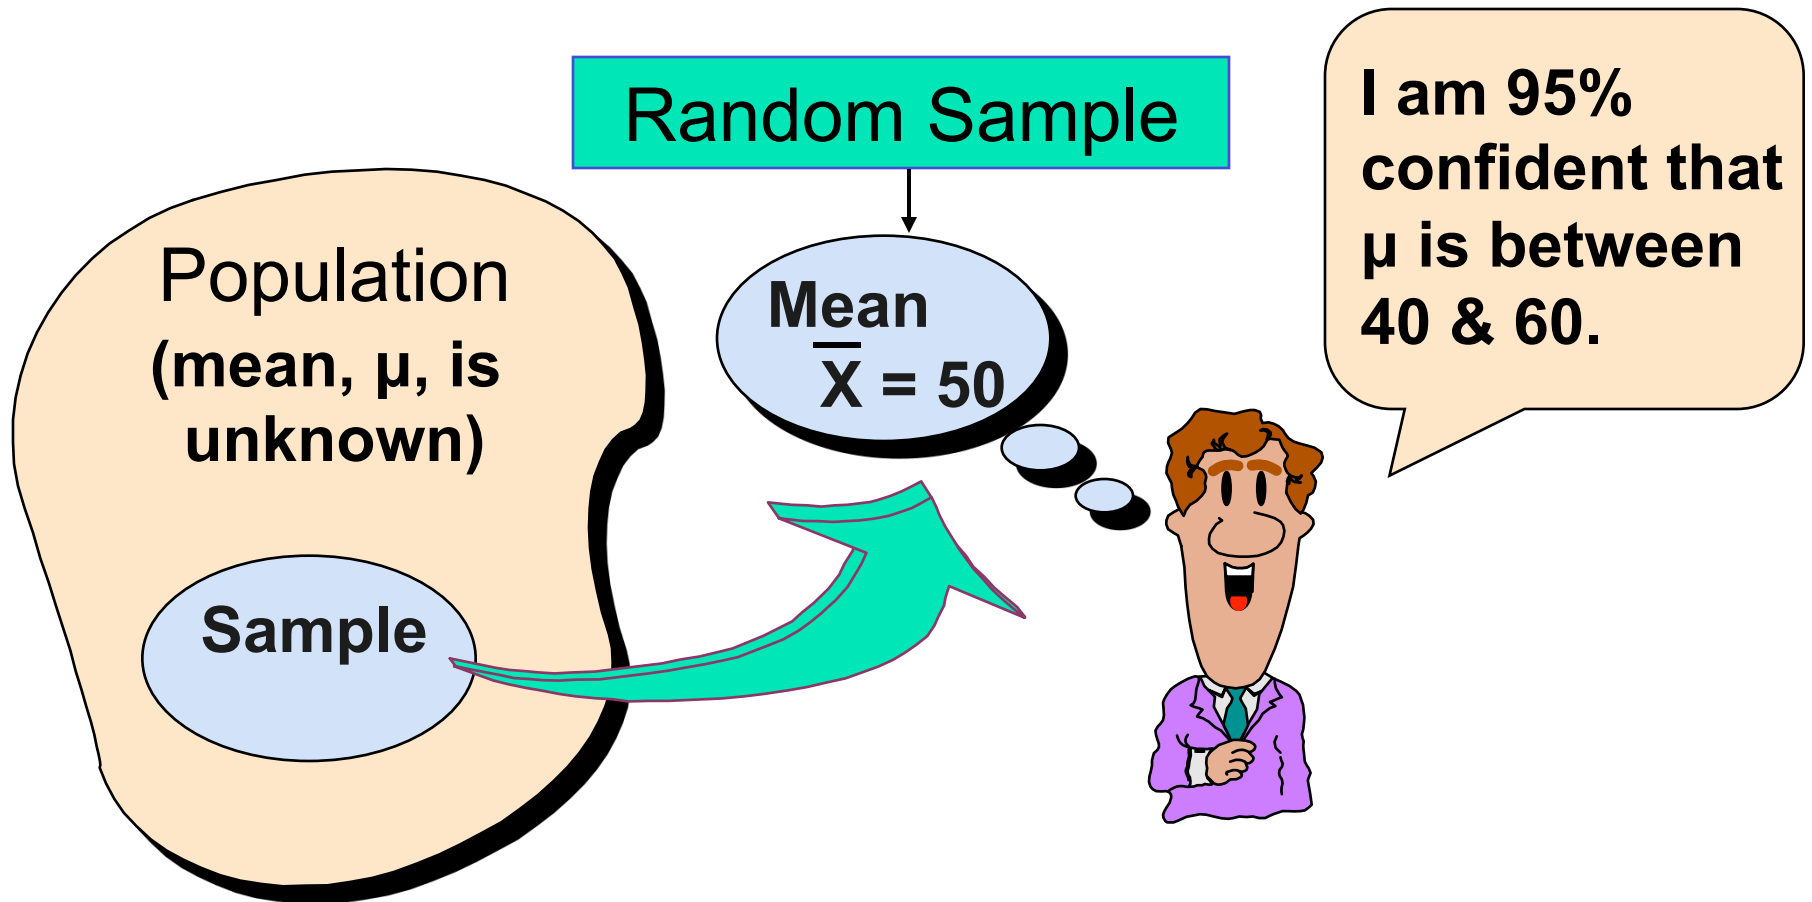 Random Sample
Population
(mean, μ, is
unknown)
Sample
Mean
X̅ = 50
I am 95%
confident that
μ is between
40 & 60.